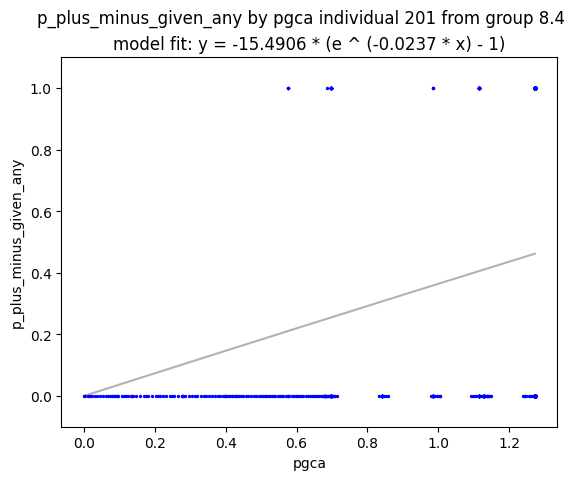 p_plus_minus_given_any by pgca individual 201 from group 8.4
model fit: y = -15.4906 * (e ^ (-0.0237 * x) - 1)
1.0
0.8
0.6
0.4
0.2
0.0
p_plus_minus_given_any
0.0 0.2 0.4 0.6 0.8 1.0 1.2
pgca